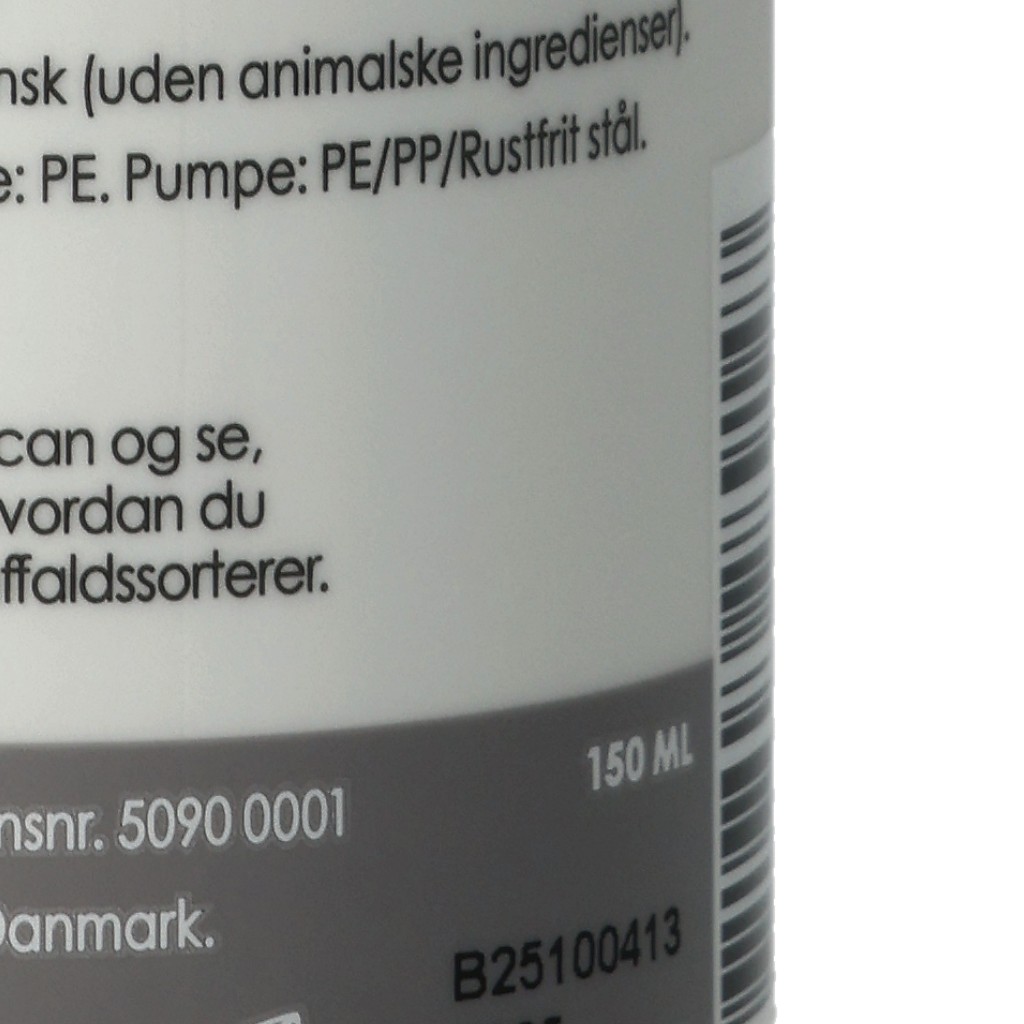 nsk (uden animalske ingredienser).
e: PE. Pumpe: PE/PP/Rustfrit stål.
can og se,
vordan du
ffaldssorterer.
150 ML
nsnr. 5090 0001
Danmark.
B25100413